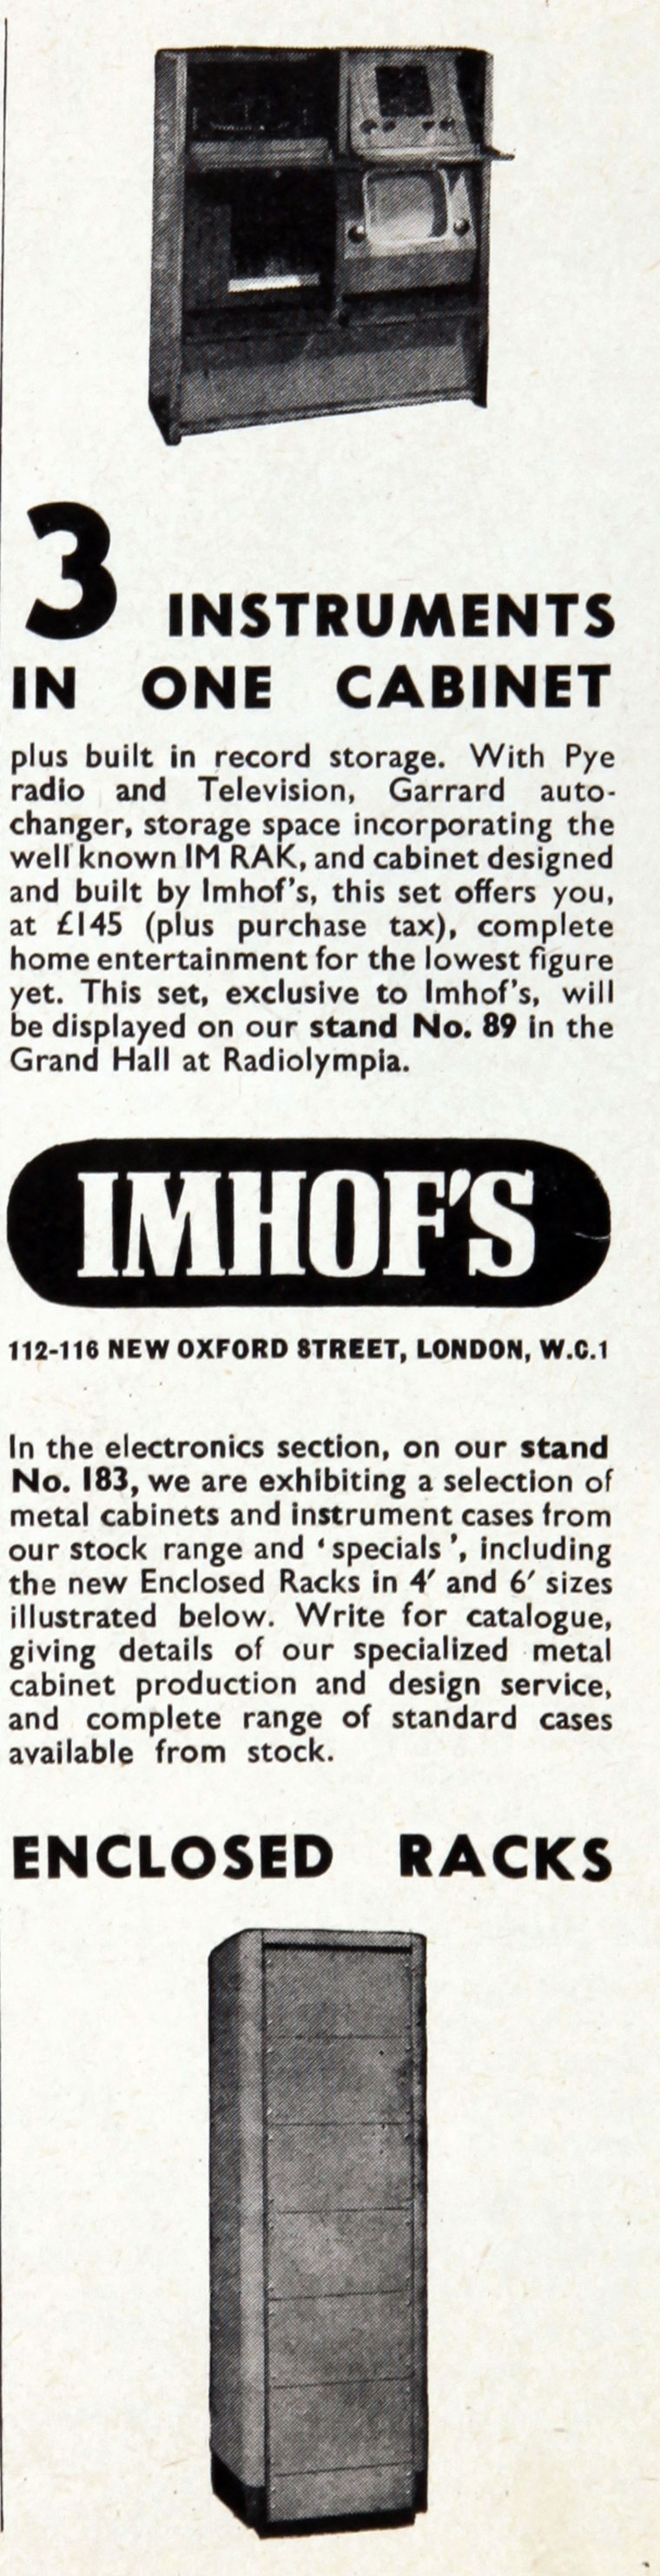 3 INSTRUMENTS
IN ONE CABINET
plus built in record storage. With Pye
radio and Television, Garrard auto-
changer, storage space incorporating the
well known IM RAK, and cabinet designed
and built by Imhof's, this set offers you,
at £145 (plus purchase tax), complete
home entertainment for the lowest figure
yet. This set, exclusive to Imhof's, will
be displayed on our stand No. 89 in the
Grand Hall at Radiolympia.
IMHOF'S
112-116 NEW OXFORD STREET, LONDON, W.C.1
In the electronics section, on our stand
No. 183, we are exhibiting a selection of
metal cabinets and instrument cases from
our stock range and ‘specials’, including
the new Enclosed Racks in 4′ and 6′ sizes
illustrated below. Write for catalogue,
giving details of our specialized metal
cabinet production and design service,
and complete range of standard cases
available from stock.
ENCLOSED RACKS